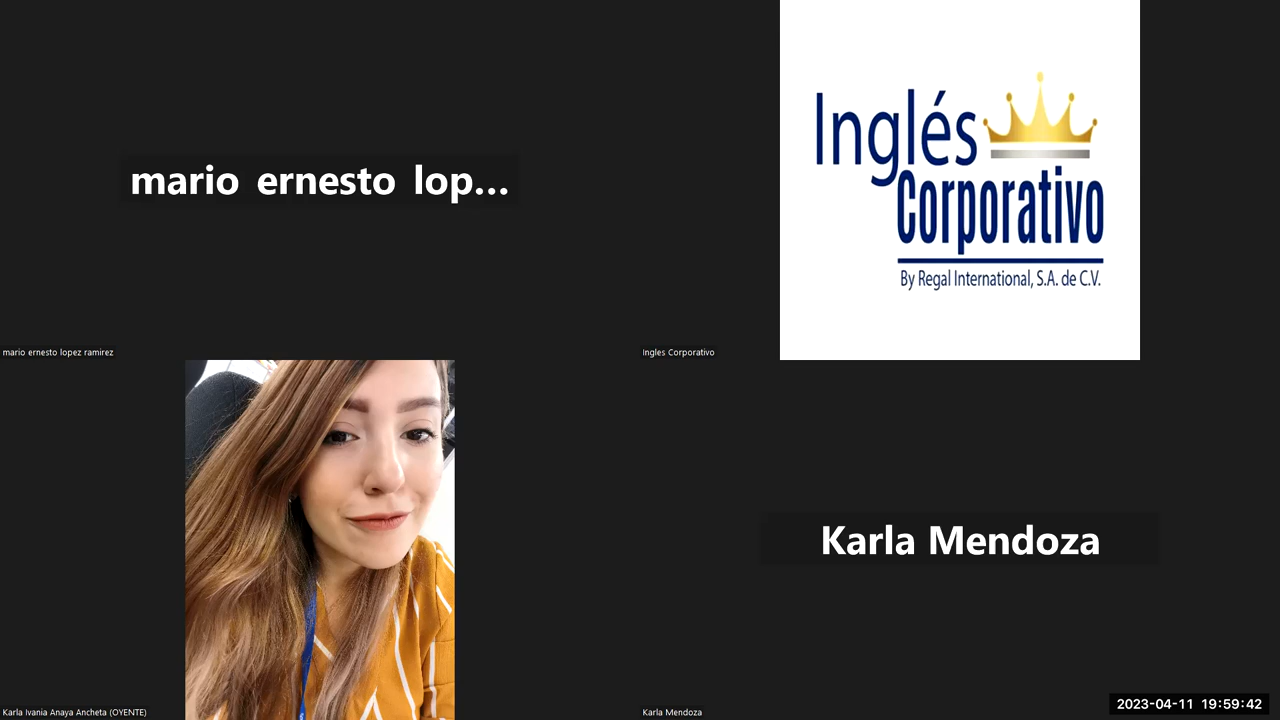 mario ernesto lop...
mario ernesto lopez ramirez
Inglés
Corporativo
By Regal International, S.A. de C.V.
Ingles Corporativo
Karla Ivania Anaya Ancheta (OYENTE)
Karla Mendoza
Karla Mendoza
2023-04-11 19:59:42